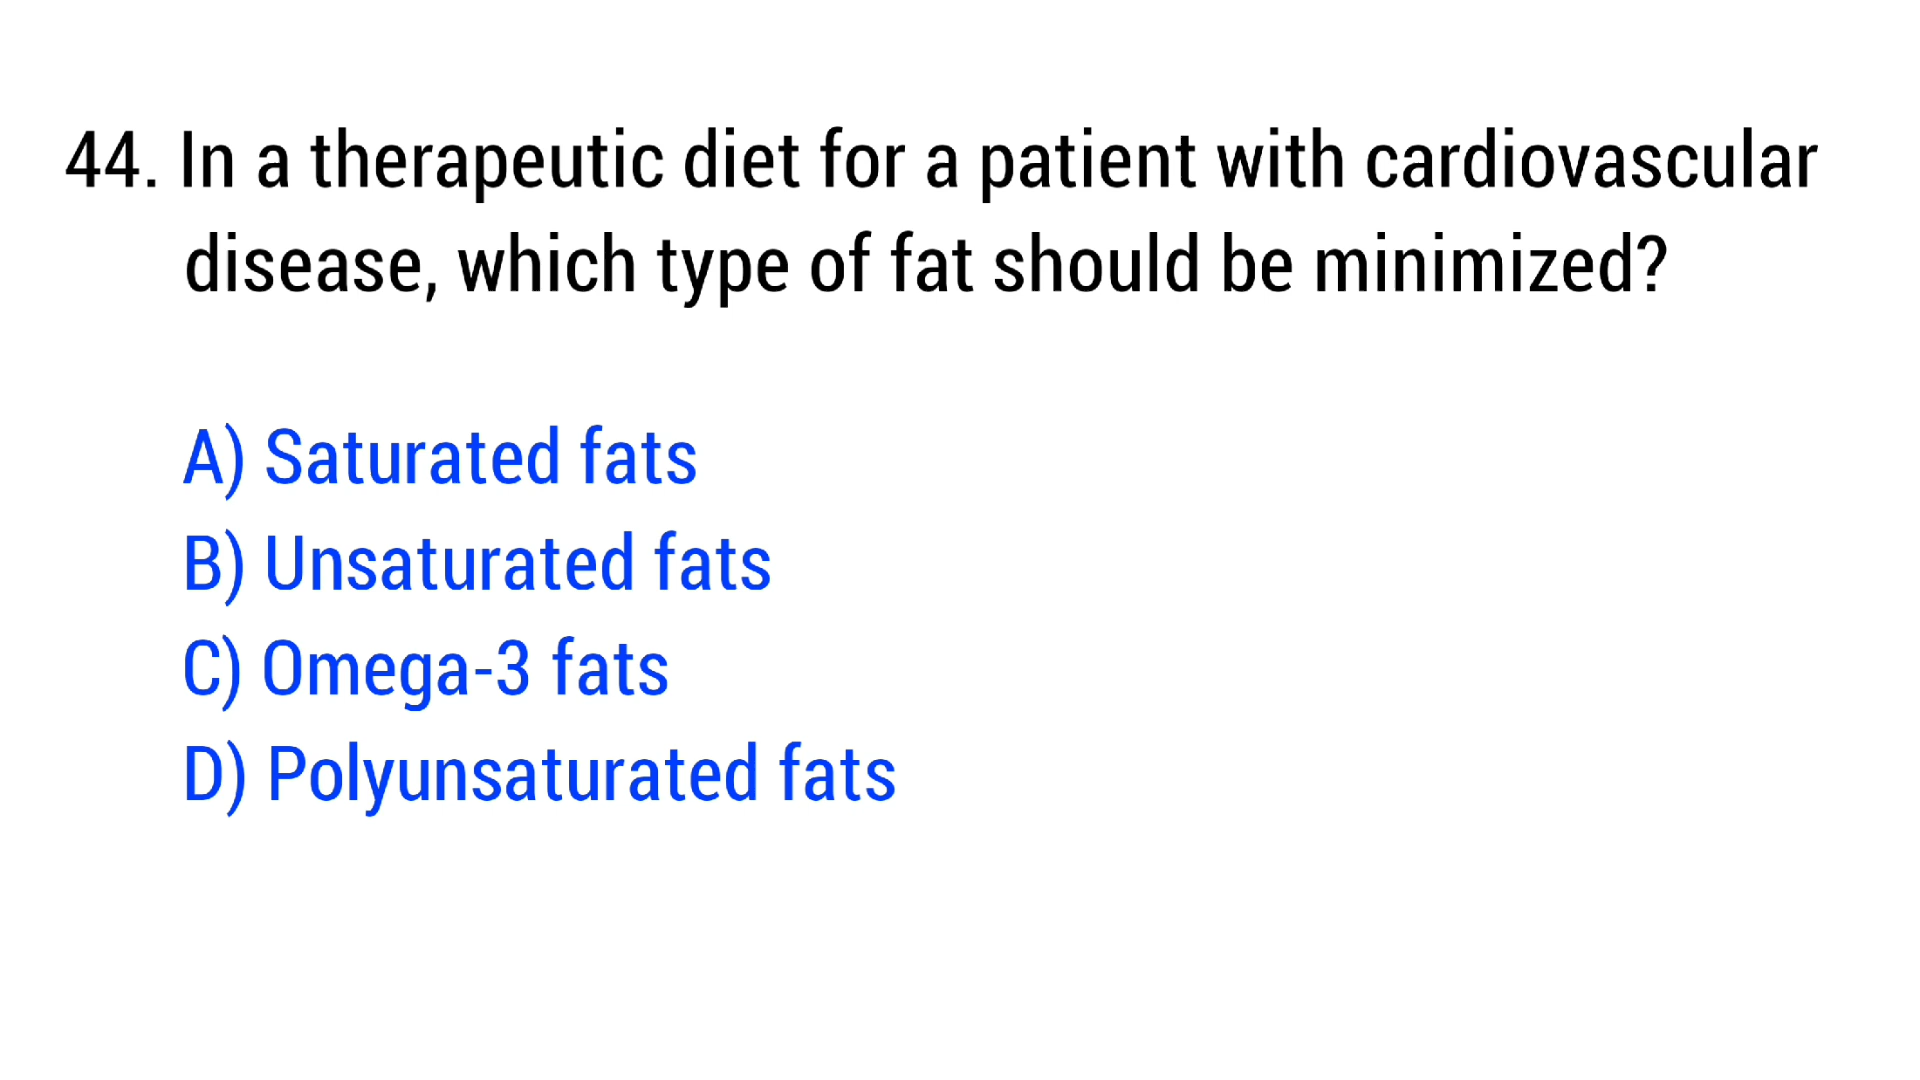 44. In a therapeutic diet for a patient with cardiovascular
disease, which type of fat should be minimized?
A) Saturated fats
B) Unsaturated fats
C) Omega-3 fats
D) Polyunsaturated fats